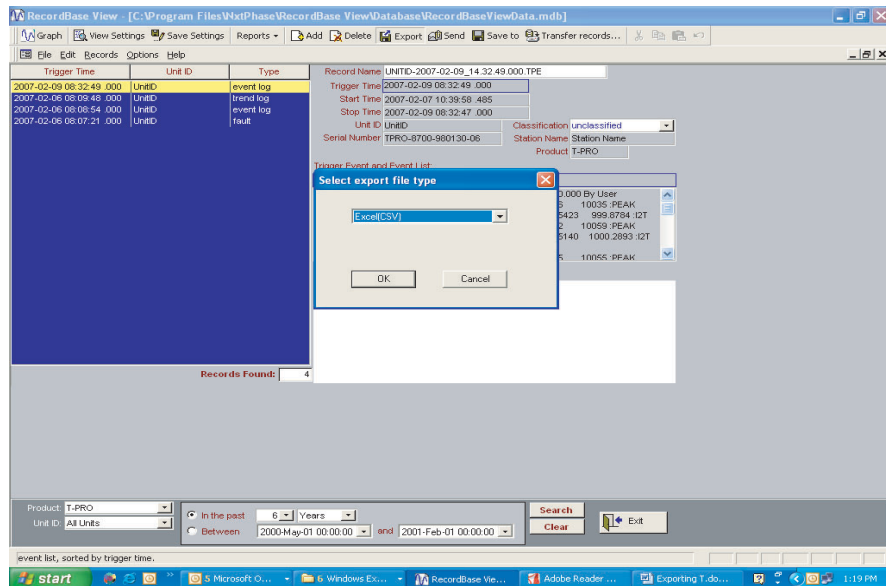 RecordBase View - [C:\Program Files\NxtPhase\RecordBase View\Database\RecordBaseViewData.mdb]
Graph View Settings Save Settings Reports Add Delete Export Send Save to Transfer records...
File Edit Records Options Help
Trigger Time Unit ID Type
2007-02-09 08:32:49 .000 UnitID event log
2007-02-06 08:09:48 .000 UnitID trend log
2007-02-06 08:08:54 .000 UnitID event log
2007-02-06 08:07:21 .000 UnitID fault
Records Found: 4
Record Name UNITID-2007-02-09_14.32.49.000.TPE
Trigger Time 2007-02-09 08:32:49 .000
Start Time 2007-02-07 10:39:58 .485
Stop Time 2007-02-09 08:32:47 .000
Unit ID UnitID Classification unclassified
Serial Number TPRO-8700-980130-06 Station Name Station Name
Product T-PRO
Trigger Event and Event List:
0.000 By User
10035 :PEAK
5423 999.8784 :I2T
2 10059 :PEAK
5140 1000.2893 :I2T
5 10055 :PEAK
Select export file type
Excel(CSV)
OK Cancel
Product: T-PRO
Unit ID: All Units
In the past 6 Years
Between 2000-May-01 00:00:00 and 2001-Feb-01 00:00:00
Search
Clear
Exit
event list, sorted by trigger time.
start 5 Microsoft O... 6 Windows Ex... RecordBase Vie... Adobe Reader ... Exporting T.do... 1:19 PM